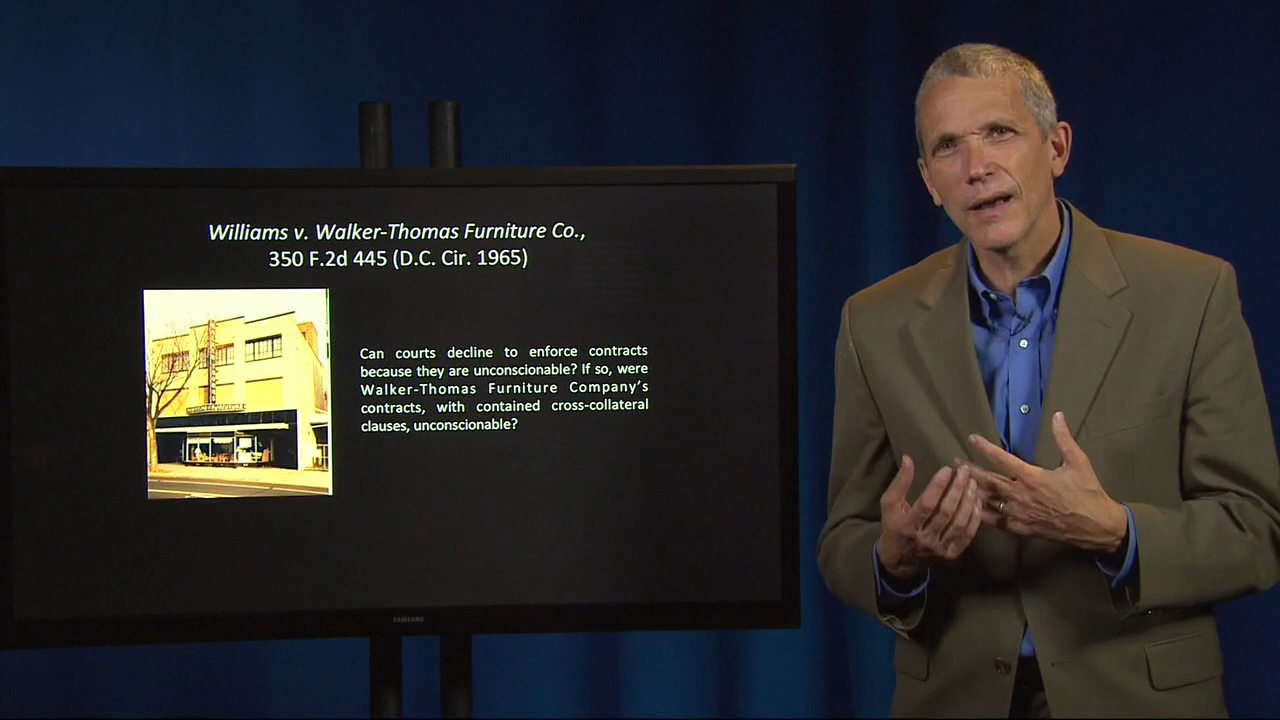 Williams v. Walker-Thomas Furniture Co.,
350 F.2d 445 (D.C. Cir. 1965)
Can courts decline to enforce contracts
because they are unconscionable? If so, were
Walker-Thomas Furniture Company's
contracts, with contained cross-collateral
clauses, unconscionable?
SAMSUNG